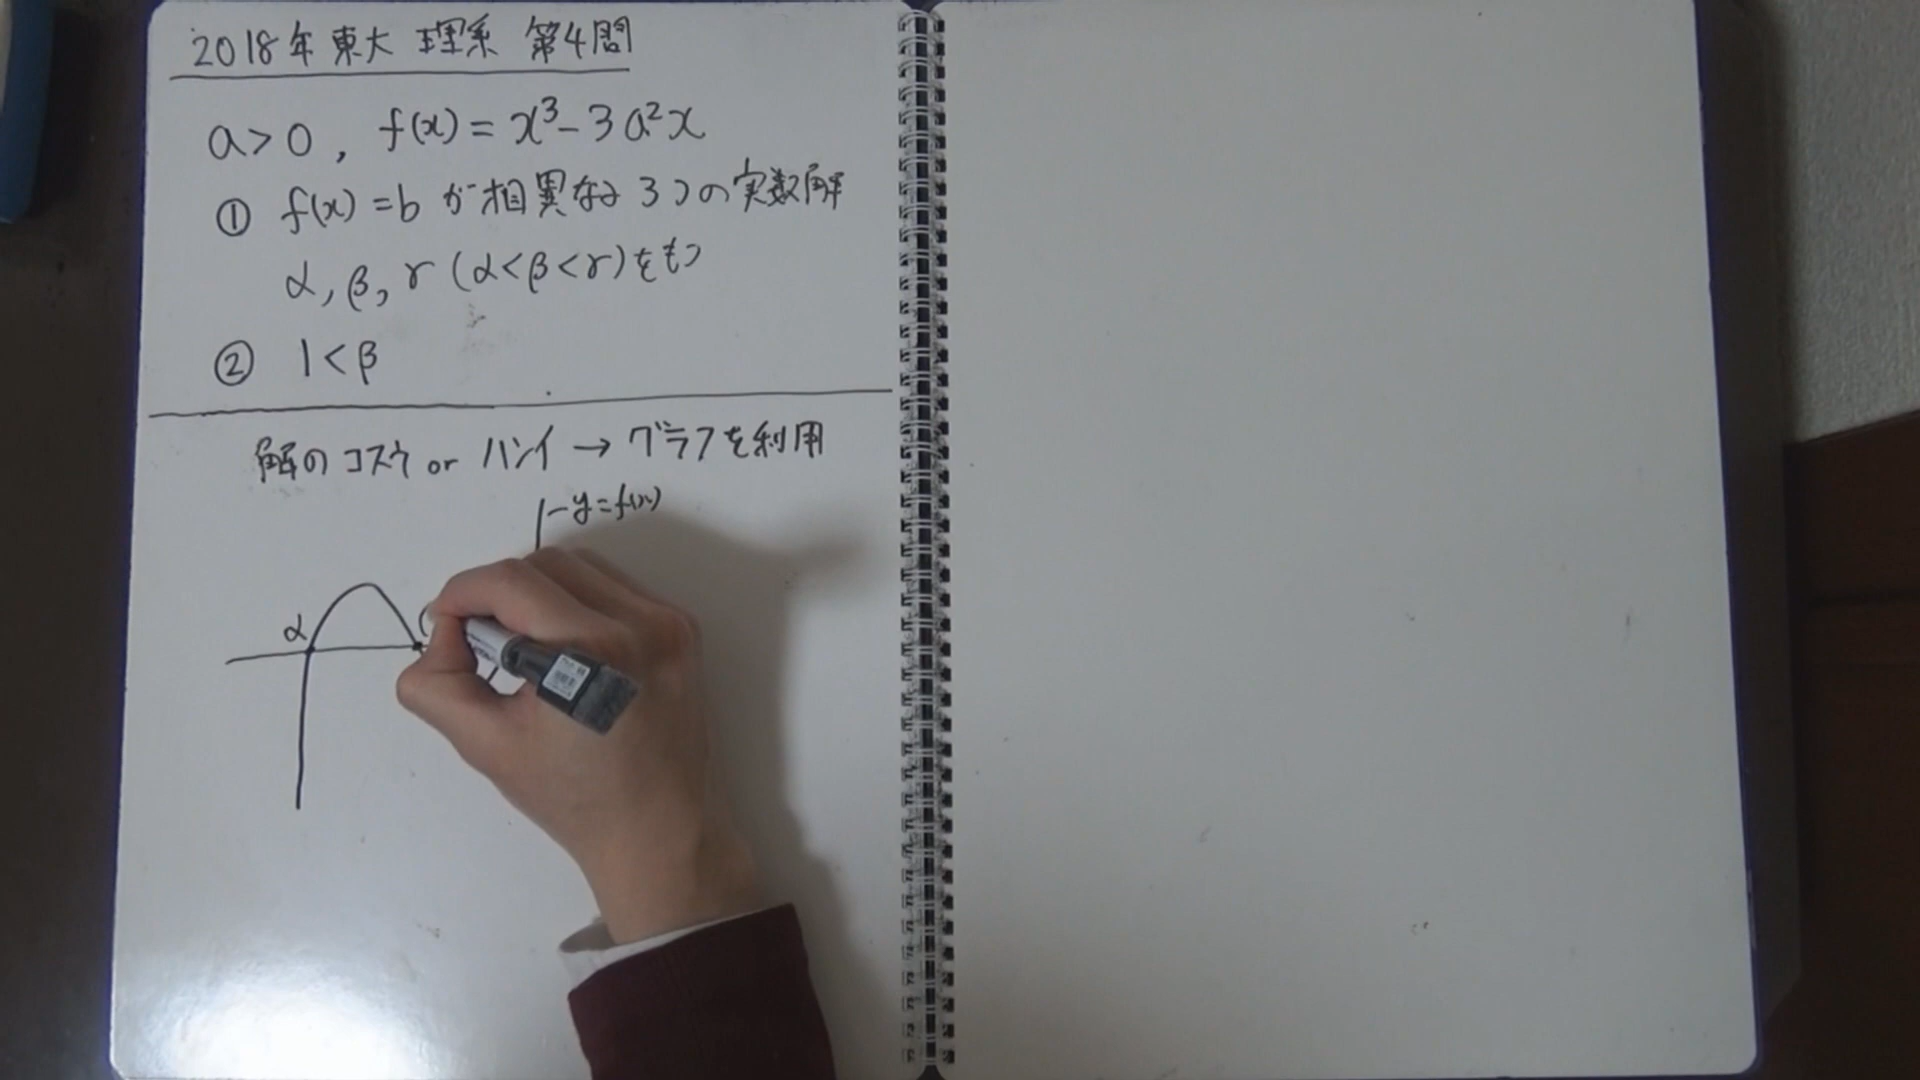 2018年 東大 理系 第4問
a>0, f(x)=x³-3a²x
① f(x)=b が相異なる3つの実数解
α, β, γ (α<β<γ)をもつ
② 1<β
解のコスウ or ハンイ → グラフを利用
y=f(x)
α